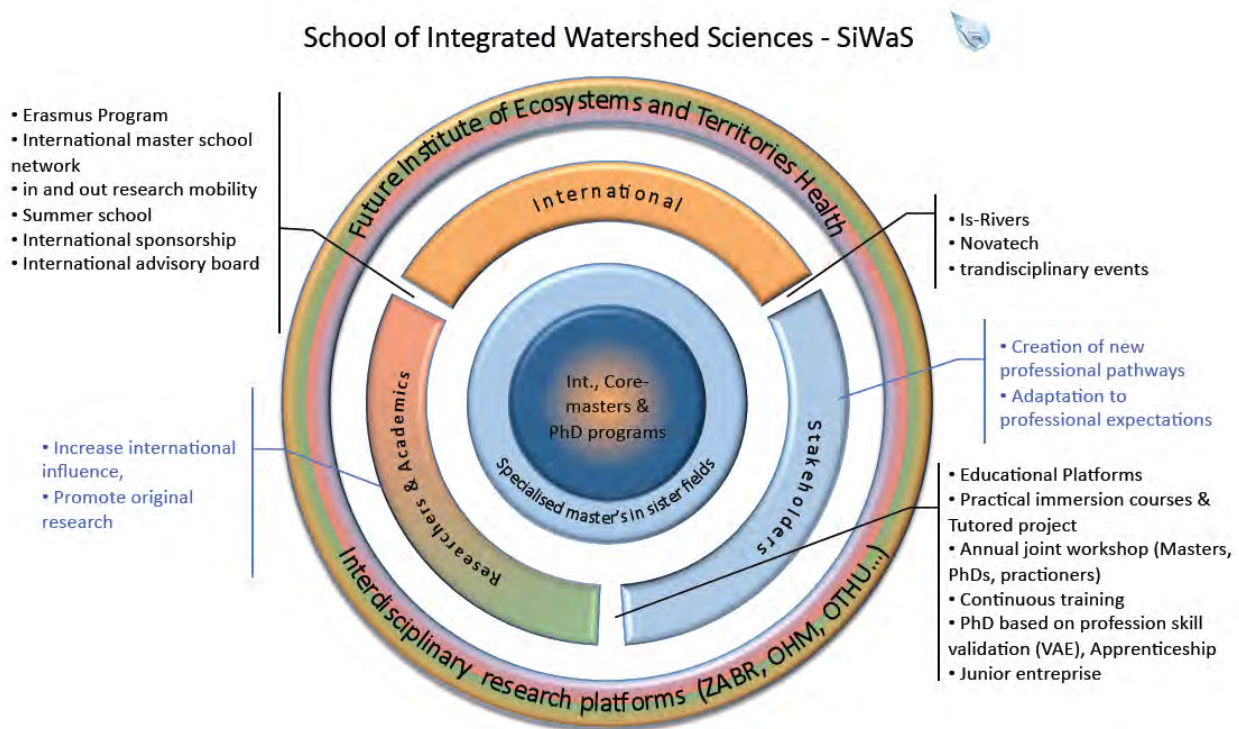 School of Integrated Watershed Sciences - SiWaS
• Erasmus Program
• International master school
network
• in and out research mobility
• Summer school
• International sponsorship
• International advisory board
Future Institute of Ecosystems and Territories Health
International
• Is-Rivers
• Novatech
• trandisciplinary events
• Creation of new
professional pathways
• Adaptation to
professional expectations
Int., Core-
masters &
PhD programs
Specialised master's in sister fields
Researchers & Academics
Stakeholders
• Increase international
influence,
• Promote original
research
• Educational Platforms
• Practical immersion courses &
Tutored project
• Annual joint workshop (Masters,
PhDs, practioners)
• Continuous training
• PhD based on profession skill
validation (VAE), Apprenticeship
• Junior entreprise
Interdisciplinary research platforms (ZABR, OHM, OTHU...)